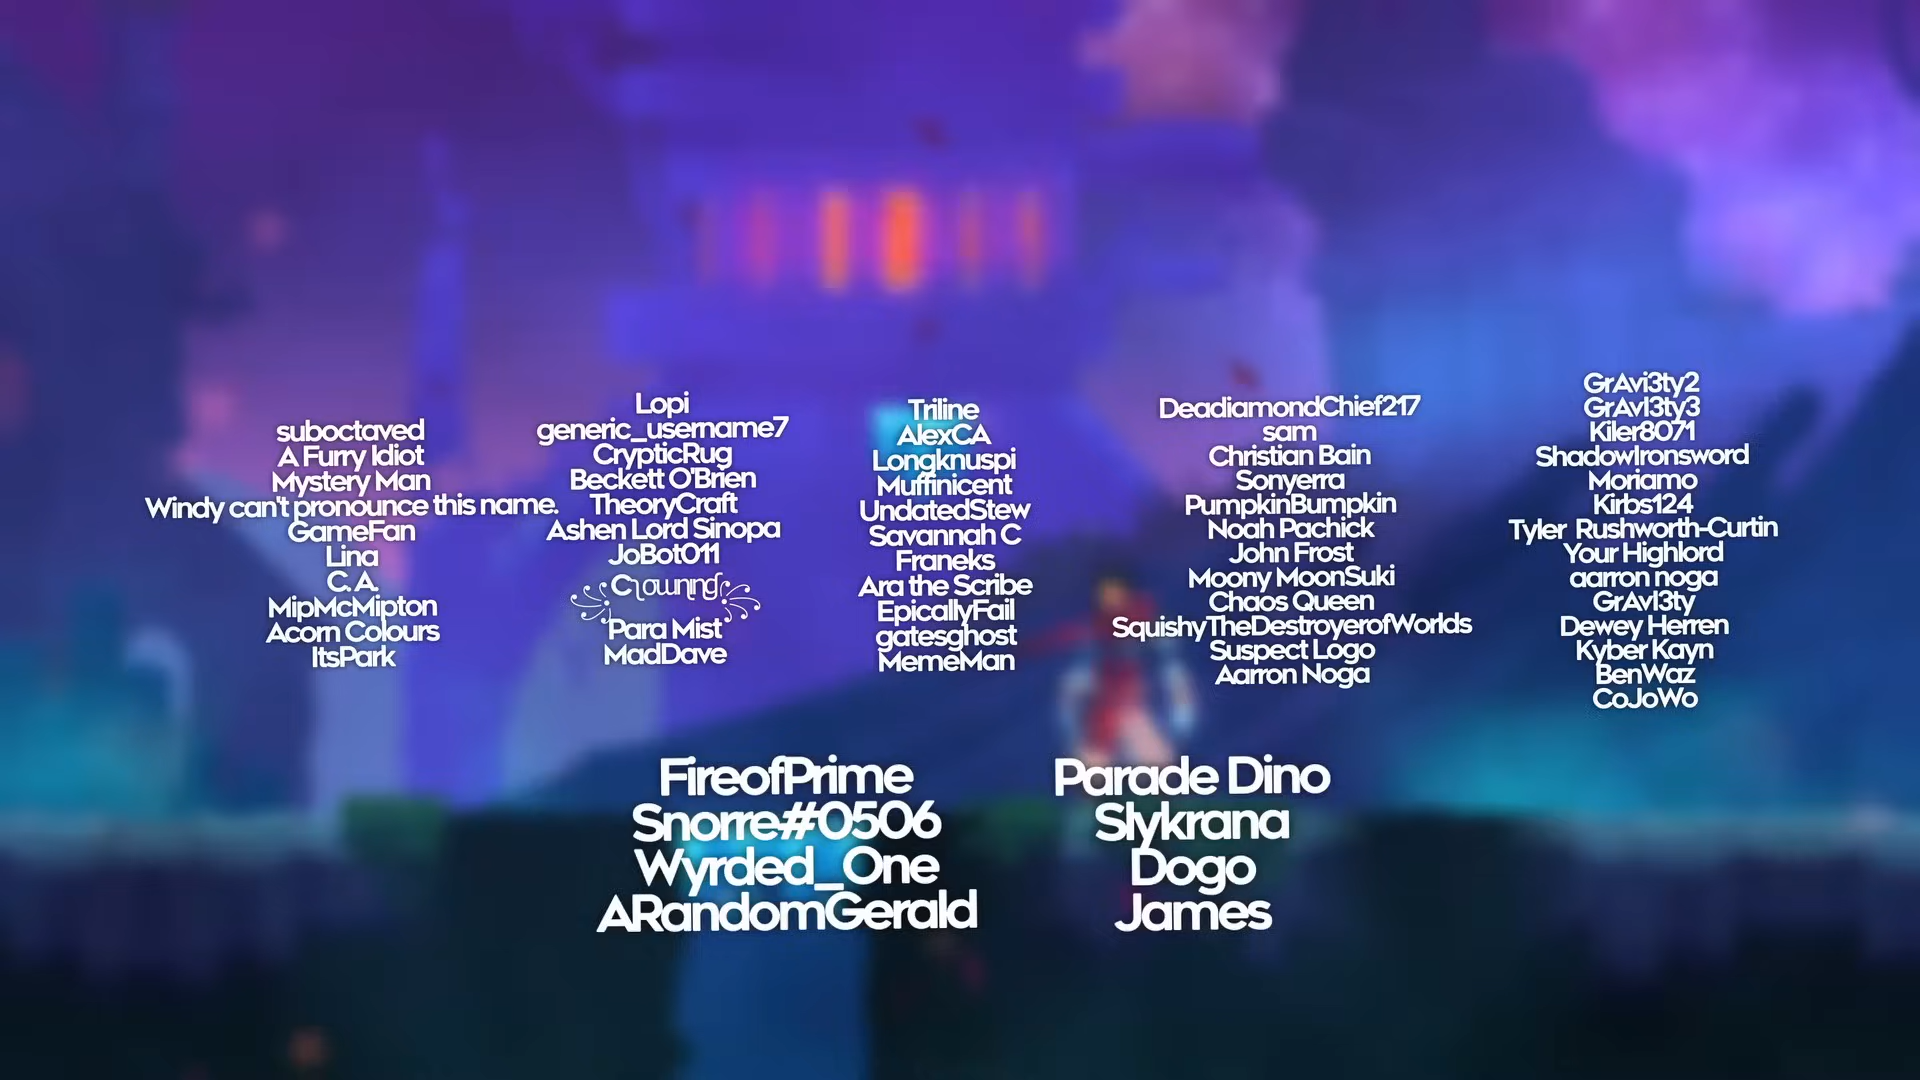 suboctaved
A Furry Idiot
Mystery Man
Windy can't pronounce this name.
GameFan
Lina
C. A.
MipMcMipton
Acorn Colours
ItsPark
Lopi
generic_username7
CrypticRug
Beckett O'Brien
TheoryCraft
Ashen Lord Sinopa
JoBot011
Clowning
Para Mist
MadDave
Triline
AlexCA
Longknuspi
Muffinicent
UndatedStew
Savannah C
Franeks
Ara the Scribe
EpicallyFail
gatesghost
MemeMan
DeadiamondChief217
sam
Christian Bain
Sonyerra
PumpkinBumpkin
Noah Pachick
John Frost
Moony MoonSuki
Chaos Queen
SquishyTheDestroyerofWorlds
Suspect Logo
Aarron Noga
GrAvi3ty2
GrAvI3ty3
Kiler8071
ShadowIronsword
Moriamo
Kirbs124
Tyler Rushworth-Curtin
Your Highlord
aarron noga
GrAvI3ty
Dewey Herren
Kyber Kayn
BenWaz
CoJoWo
FireofPrime
Snorre#0506
Wyrded_One
ARandomGerald
Parade Dino
Slykrana
Dogo
James